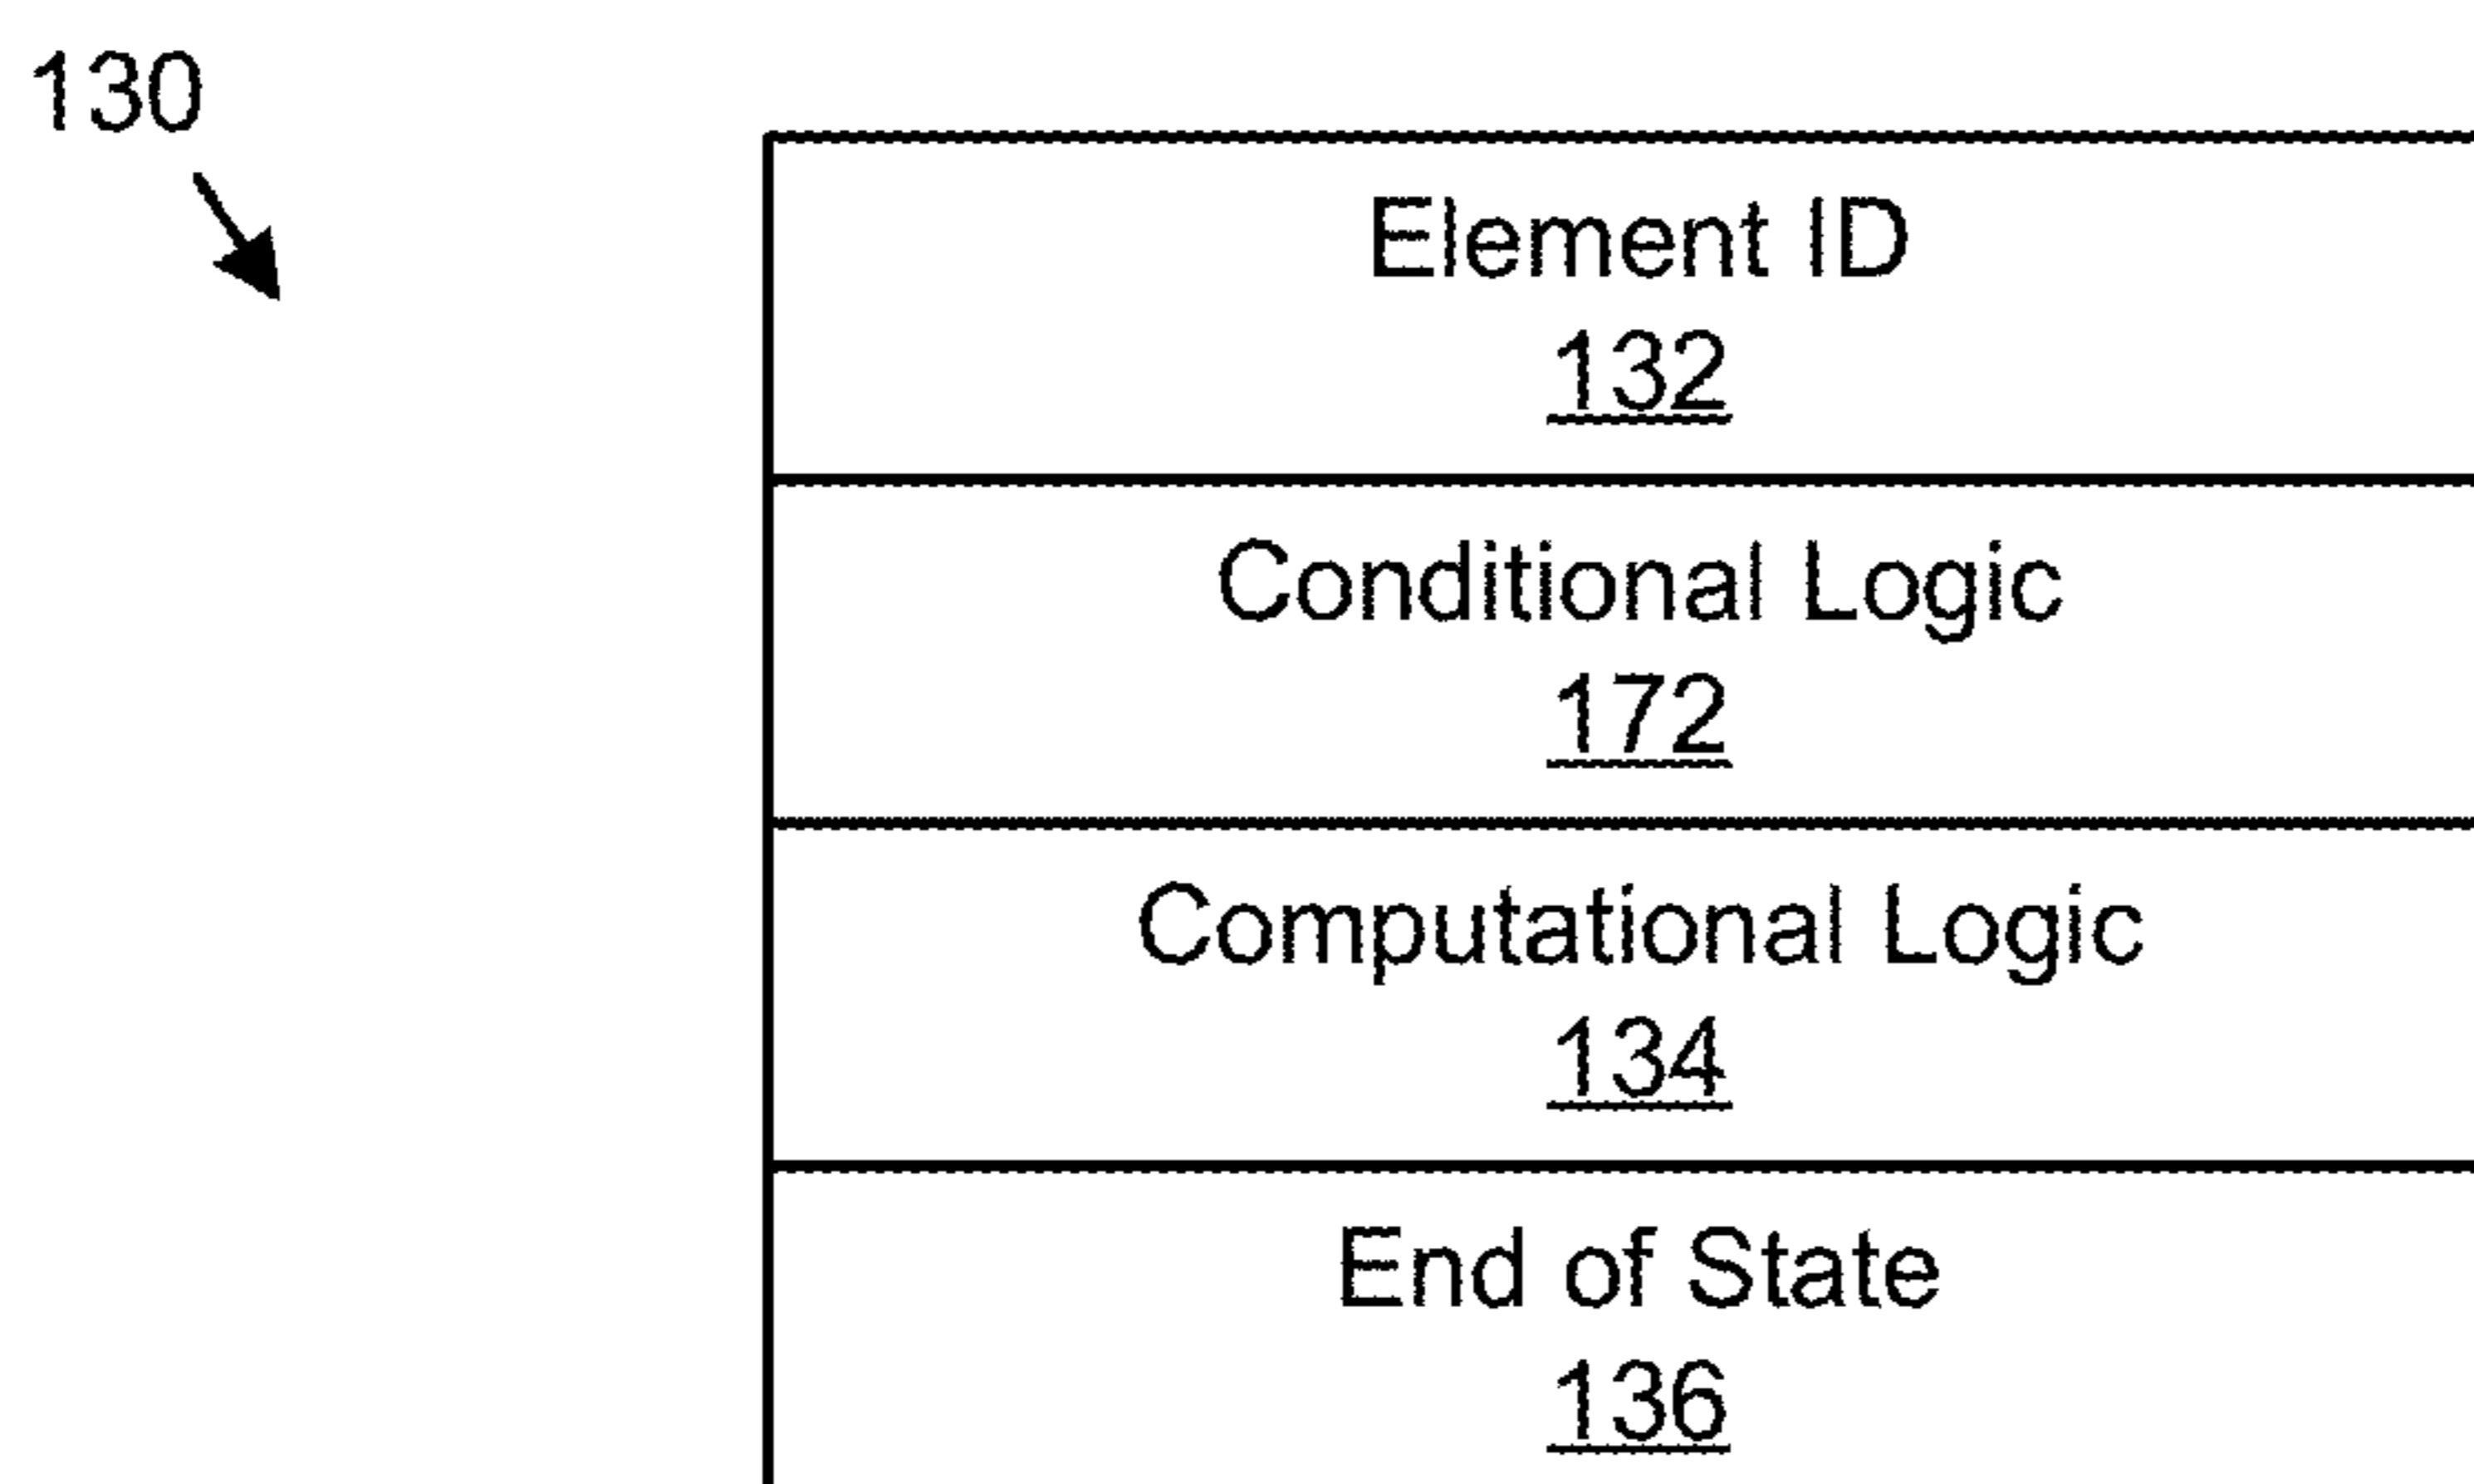 130
Element ID
132
Conditional Logic
172
Computational Logic
134
End of State
136